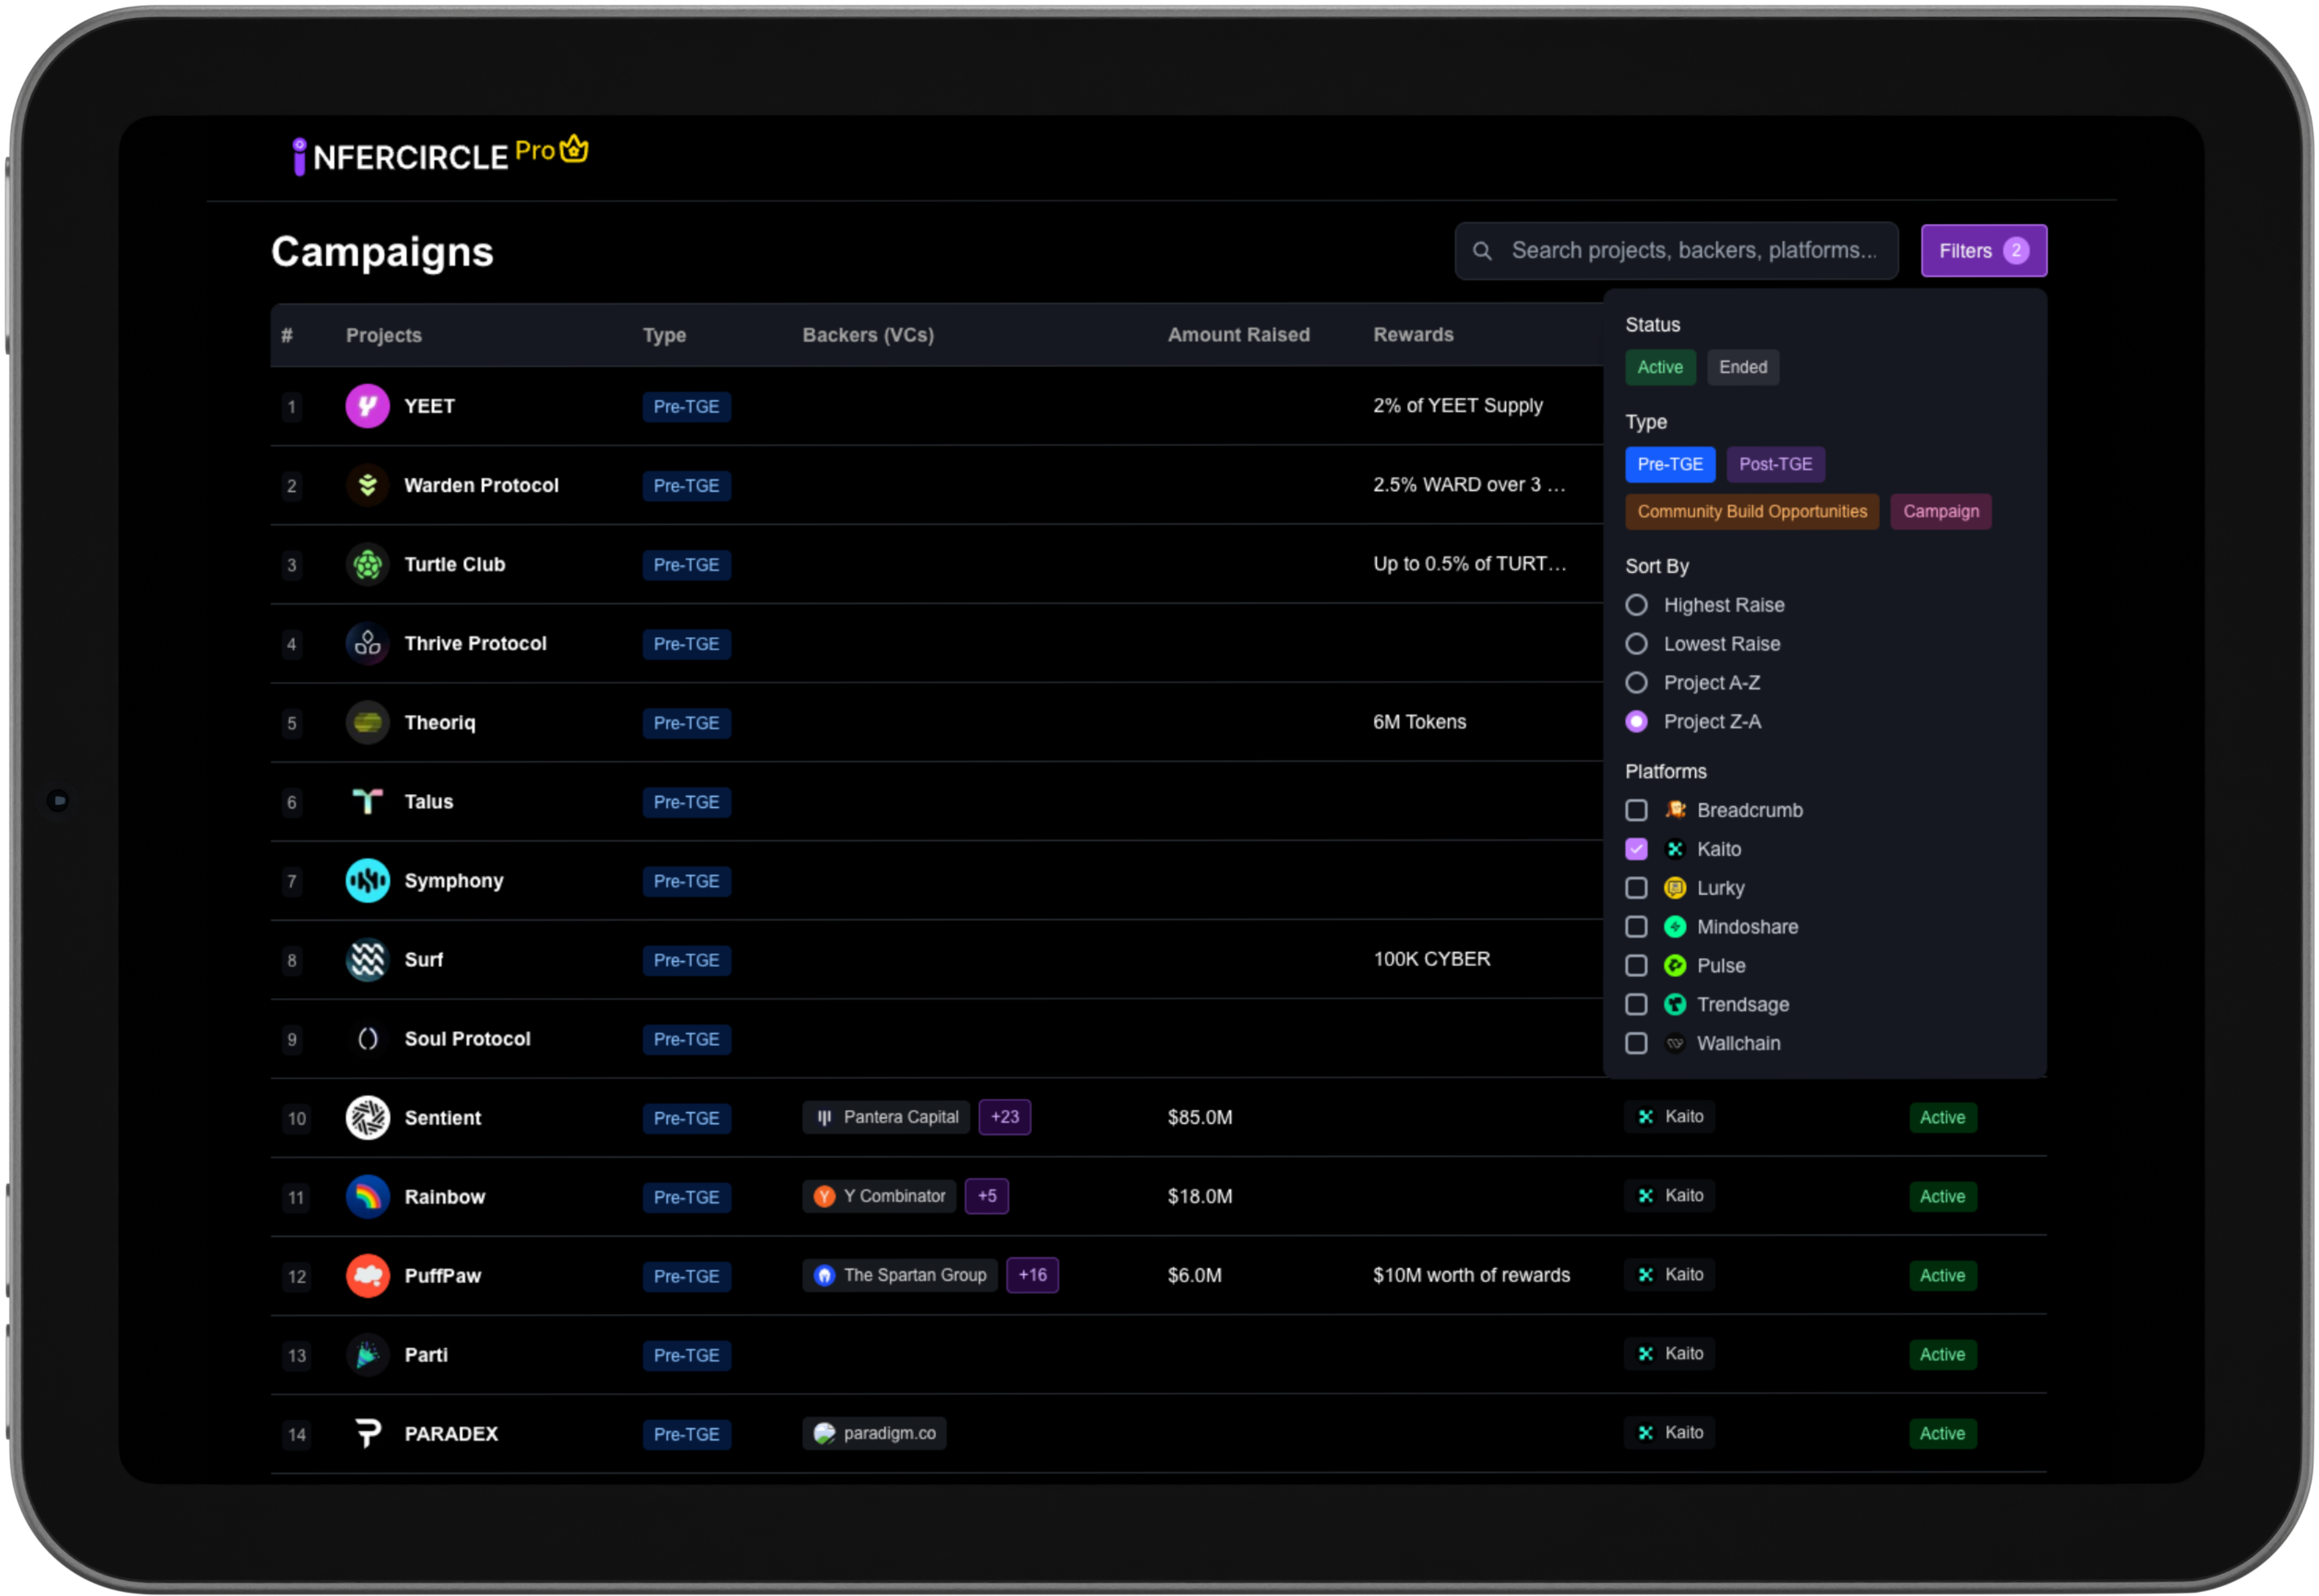 iNFERCIRCLE Pro
Campaigns
Search projects, backers, platforms...
Filters 2
# Projects Type Backers (VCs) Amount Raised Rewards
1 YEET Pre-TGE 2% of YEET Supply
2 Warden Protocol Pre-TGE 2.5% WARD over 3 ...
3 Turtle Club Pre-TGE Up to 0.5% of TURT...
4 Thrive Protocol Pre-TGE
5 Theoriq Pre-TGE 6M Tokens
6 Talus Pre-TGE
7 Symphony Pre-TGE
8 Surf Pre-TGE 100K CYBER
9 Soul Protocol Pre-TGE
10 Sentient Pre-TGE Pantera Capital +23 $85.0M Kaito Active
11 Rainbow Pre-TGE Y Combinator +5 $18.0M Kaito Active
12 PuffPaw Pre-TGE The Spartan Group +16 $6.0M $10M worth of rewards Kaito Active
13 Parti Pre-TGE Kaito Active
14 PARADEX Pre-TGE paradigm.co Kaito Active
Status
Active Ended
Type
Pre-TGE Post-TGE
Community Build Opportunities Campaign
Sort By
Highest Raise
Lowest Raise
Project A-Z
Project Z-A
Platforms
Breadcrumb
Kaito
Lurky
Mindoshare
Pulse
Trendsage
Wallchain